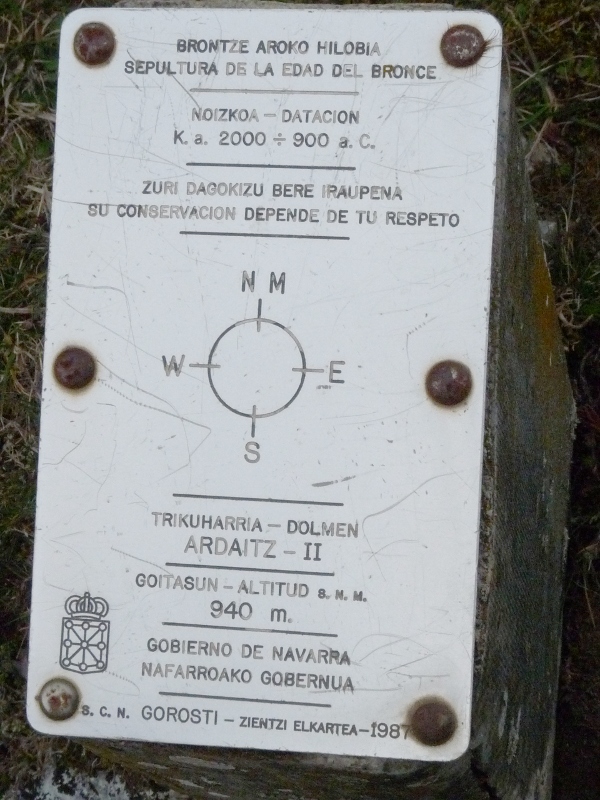 BRONTZE AROKO HILOBIA
SEPULTURA DE LA EDAD DEL BRONCE
NOIZKOA – DATACION
K. a. 2000 ÷ 900 a. C.
ZURI DAGOKIZU BERE IRAUPENA
SU CONSERVACION DEPENDE DE TU RESPETO
N M
W E
S
TRIKUHARRIA – DOLMEN
ARDAITZ – II
GOITASUN – ALTITUD S. N. M.
940 m.
GOBIERNO DE NAVARRA
NAFARROAKO GOBERNUA
S. C. N. GOROSTI – ZIENTZI ELKARTEA – 1987